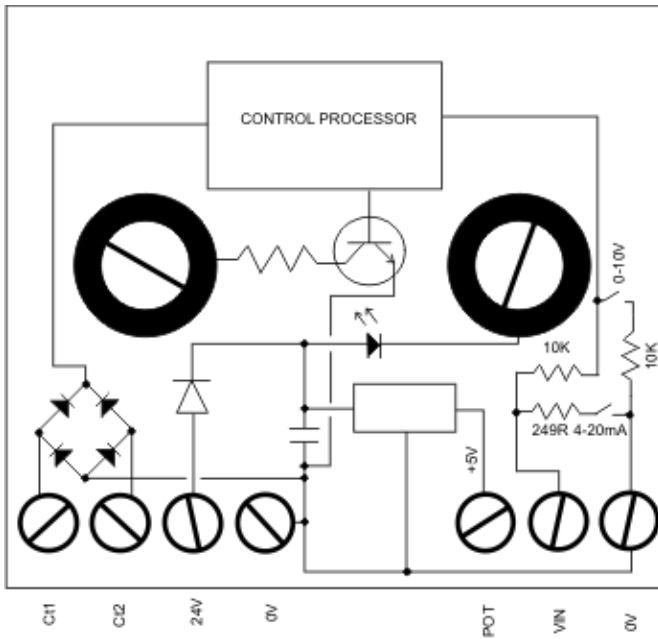 CONTROL PROCESSOR
0-10V
10K
10K
249R 4-20mA
+5V
Ct1
Ct2
24V
0V
POT
VIN
0V